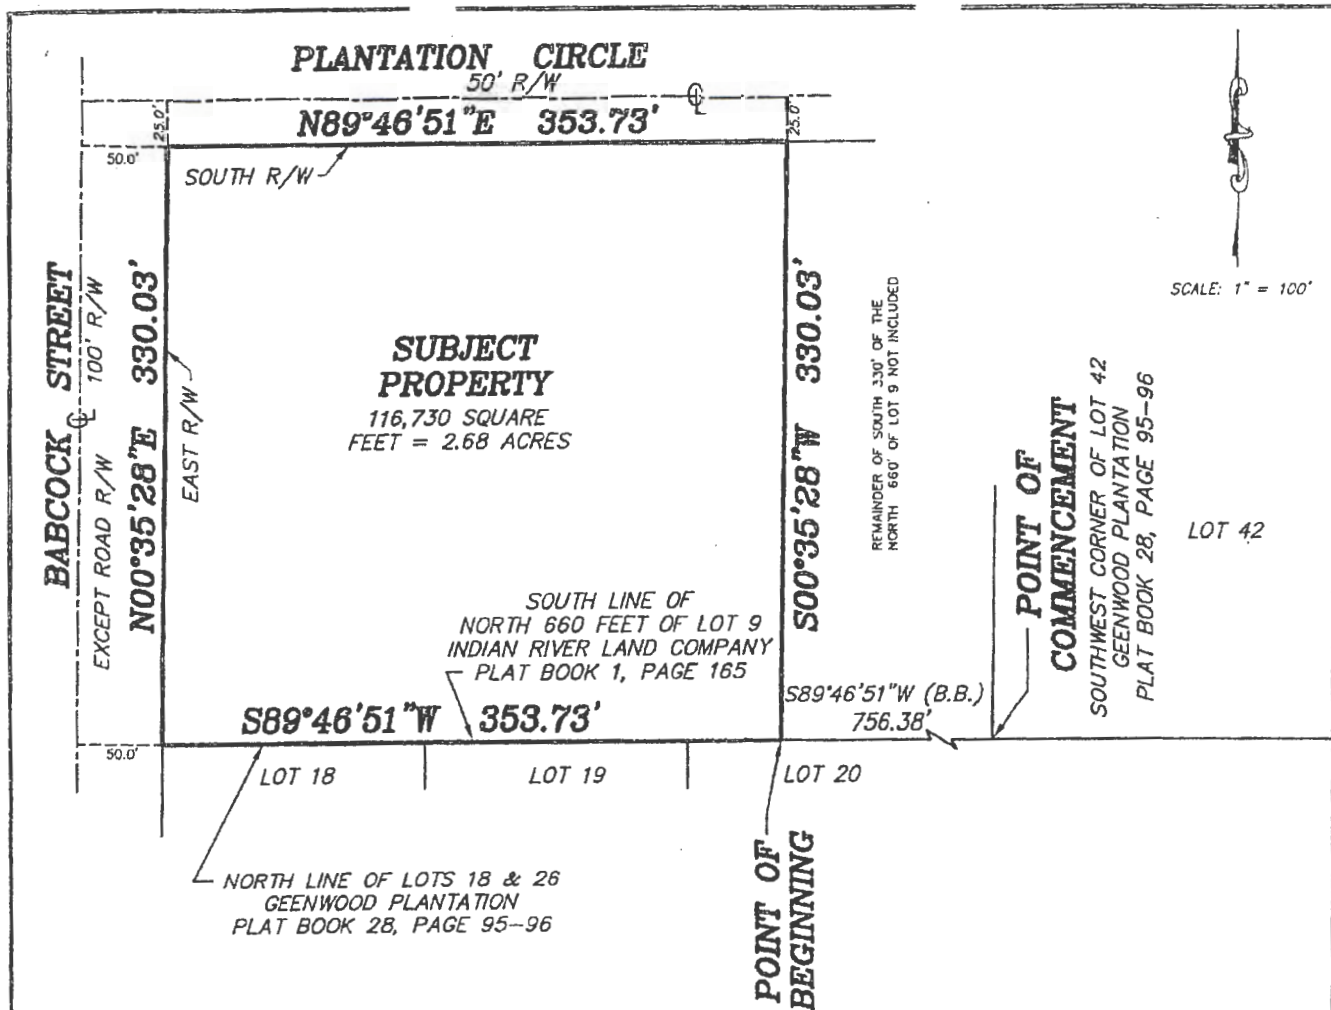 PLANTATION CIRCLE
50' R/W
℄
25.0'
25.0'
N89°46'51"E 353.73'
50.0'
SOUTH R/W
SCALE: 1" = 100'
BABCOCK STREET
℄
100' R/W
EXCEPT ROAD R/W
N00°35'28"E 330.03'
EAST R/W
SUBJECT
PROPERTY
116,730 SQUARE
FEET = 2.68 ACRES
S00°35'28"W 330.03'
REMAINDER OF SOUTH 330' OF THE
NORTH 660' OF LOT 9 NOT INCLUDED
POINT OF
COMMENCEMENT
SOUTHWEST CORNER OF LOT 42
GEENWOOD PLANTATION
PLAT BOOK 28, PAGE 95-96
LOT 42
SOUTH LINE OF
NORTH 660 FEET OF LOT 9
INDIAN RIVER LAND COMPANY
PLAT BOOK 1, PAGE 165
S89°46'51"W (B.B.)
756.38'
S89°46'51"W 353.73'
50.0'
LOT 18
LOT 19
LOT 20
NORTH LINE OF LOTS 18 & 26
GEENWOOD PLANTATION
PLAT BOOK 28, PAGE 95-96
POINT OF
BEGINNING